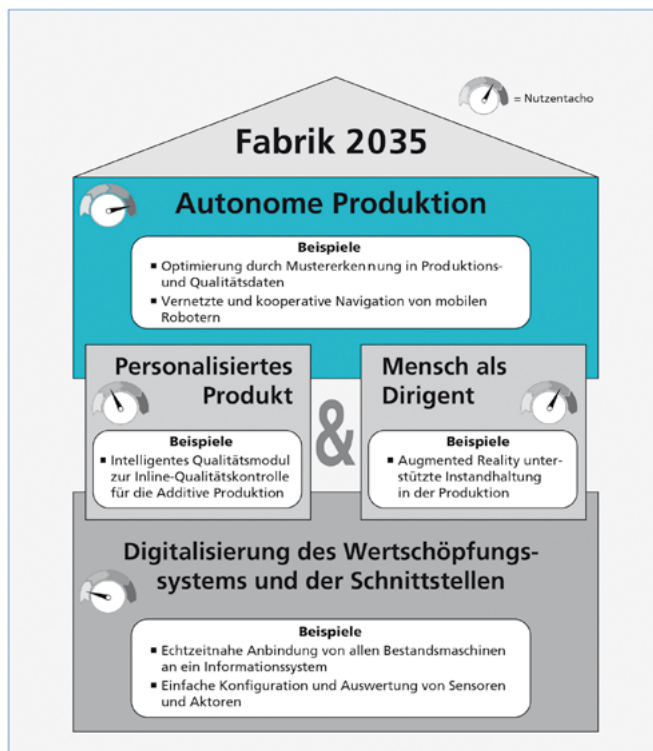 = Nutzentacho
Fabrik 2035
Autonome Produktion
Beispiele
▪ Optimierung durch Mustererkennung in Produktions-
und Qualitätsdaten
▪ Vernetzte und kooperative Navigation von mobilen
Robotern
Personalisiertes
Produkt
Beispiele
▪ Intelligentes Qualitätsmodul
zur Inline-Qualitätskontrolle
für die Additive Produktion
&
Mensch als
Dirigent
Beispiele
▪ Augmented Reality unter-
stützte Instandhaltung
in der Produktion
Digitalisierung des Wertschöpfungs-
systems und der Schnittstellen
Beispiele
▪ Echtzeitnahe Anbindung von allen Bestandsmaschinen
an ein Informationssystem
▪ Einfache Konfiguration und Auswertung von Sensoren
und Aktoren